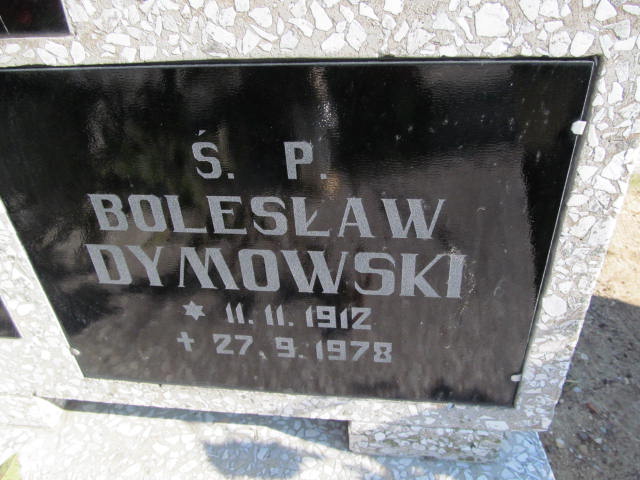 Ś. P.
BOLESŁAW
DYMOWSKI
✶ 11.11.1912
✝ 27.9.1978